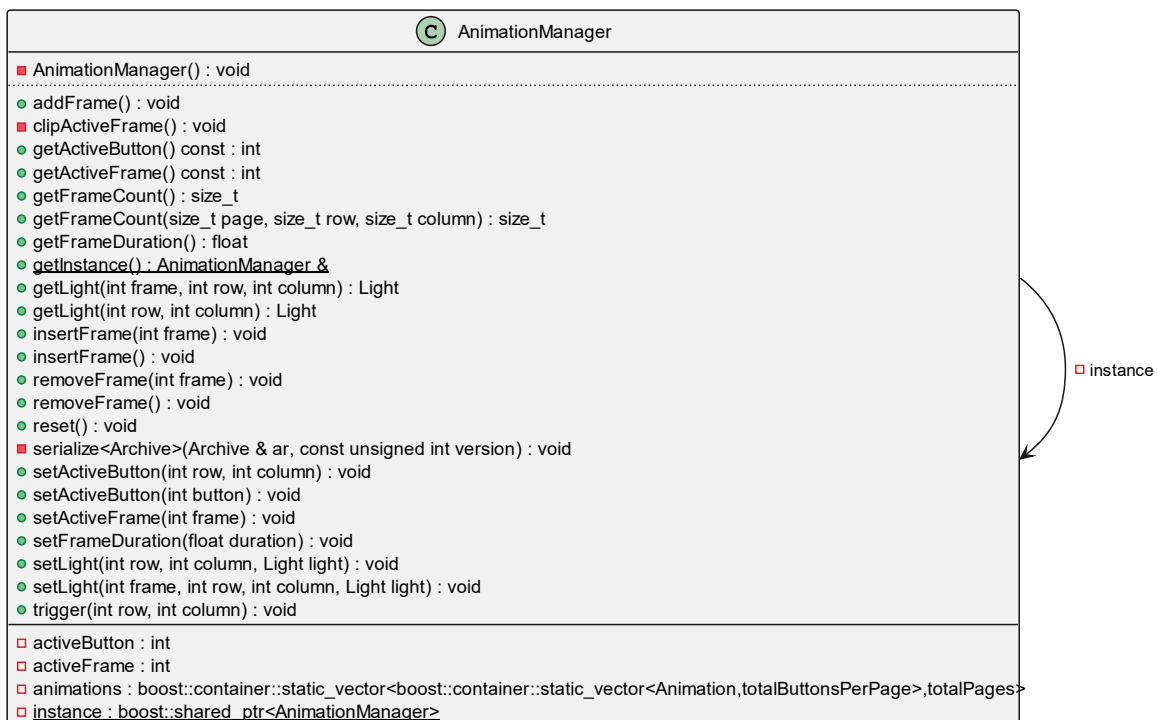 C AnimationManager
AnimationManager() : void
addFrame() : void
clipActiveFrame() : void
getActiveButton() const : int
getActiveFrame() const : int
getFrameCount() : size_t
getFrameCount(size_t page, size_t row, size_t column) : size_t
getFrameDuration() : float
getInstance() : AnimationManager &
getLight(int frame, int row, int column) : Light
getLight(int row, int column) : Light
insertFrame(int frame) : void
insertFrame() : void
removeFrame(int frame) : void
removeFrame() : void
reset() : void
serialize<Archive>(Archive & ar, const unsigned int version) : void
setActiveButton(int row, int column) : void
setActiveButton(int button) : void
setActiveFrame(int frame) : void
setFrameDuration(float duration) : void
setLight(int row, int column, Light light) : void
setLight(int frame, int row, int column, Light light) : void
trigger(int row, int column) : void
activeButton : int
activeFrame : int
animations : boost::container::static_vector<boost::container::static_vector<Animation,totalButtonsPerPage>,totalPages>
instance : boost::shared_ptr<AnimationManager>
instance